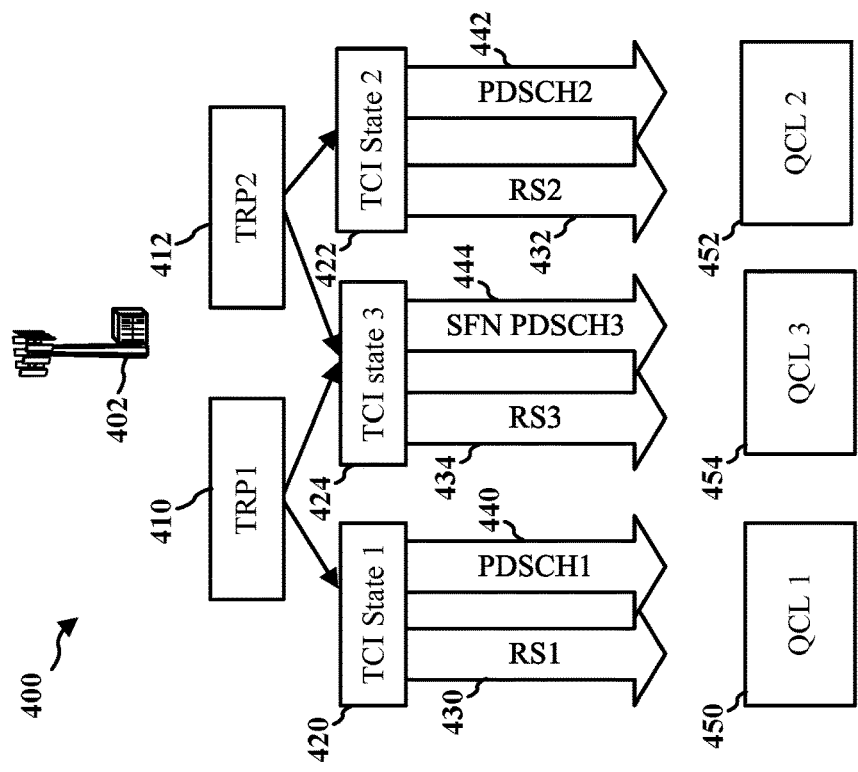 400
402
410
TRP1
412
TRP2
420
TCI State 1
424
TCI state 3
422
TCI State 2
430
RS1
PDSCH1
440
434
RS3
SFN PDSCH3
444
432
RS2
PDSCH2
442
450
QCL 1
454
QCL 3
452
QCL 2